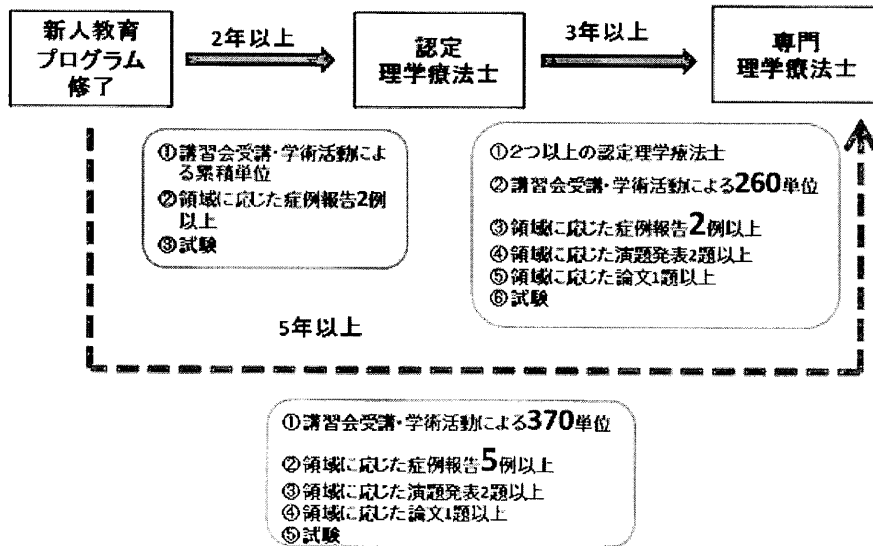 新人教育
プログラム
修了
2年以上
認定
理学療法士
3年以上
専門
理学療法士
①講習会受講・学術活動によ
る累積単位
②領域に応じた症例報告2例
以上
③試験
①2つ以上の認定理学療法士
②講習会受講・学術活動による260単位
③領域に応じた症例報告2例以上
④領域に応じた演題発表2題以上
⑤領域に応じた論文1題以上
⑥試験
5年以上
①講習会受講・学術活動による370単位
②領域に応じた症例報告5例以上
③領域に応じた演題発表2題以上
④領域に応じた論文1題以上
⑤試験